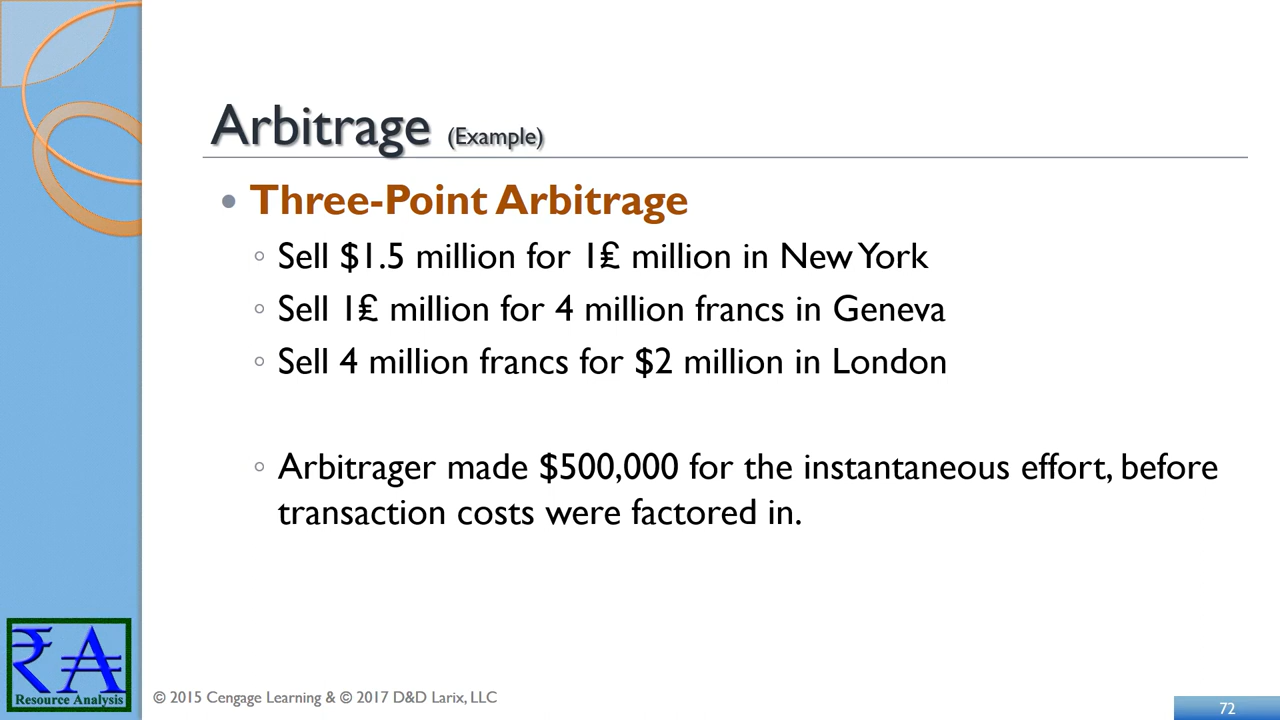 Arbitrage (Example)
• Three-Point Arbitrage
◦ Sell $1.5 million for 1₤ million in New York
◦ Sell 1₤ million for 4 million francs in Geneva
◦ Sell 4 million francs for $2 million in London
◦ Arbitrager made $500,000 for the instantaneous effort, before
transaction costs were factored in.
₹A
Resource Analysis
© 2015 Cengage Learning & © 2017 D&D Larix, LLC
72